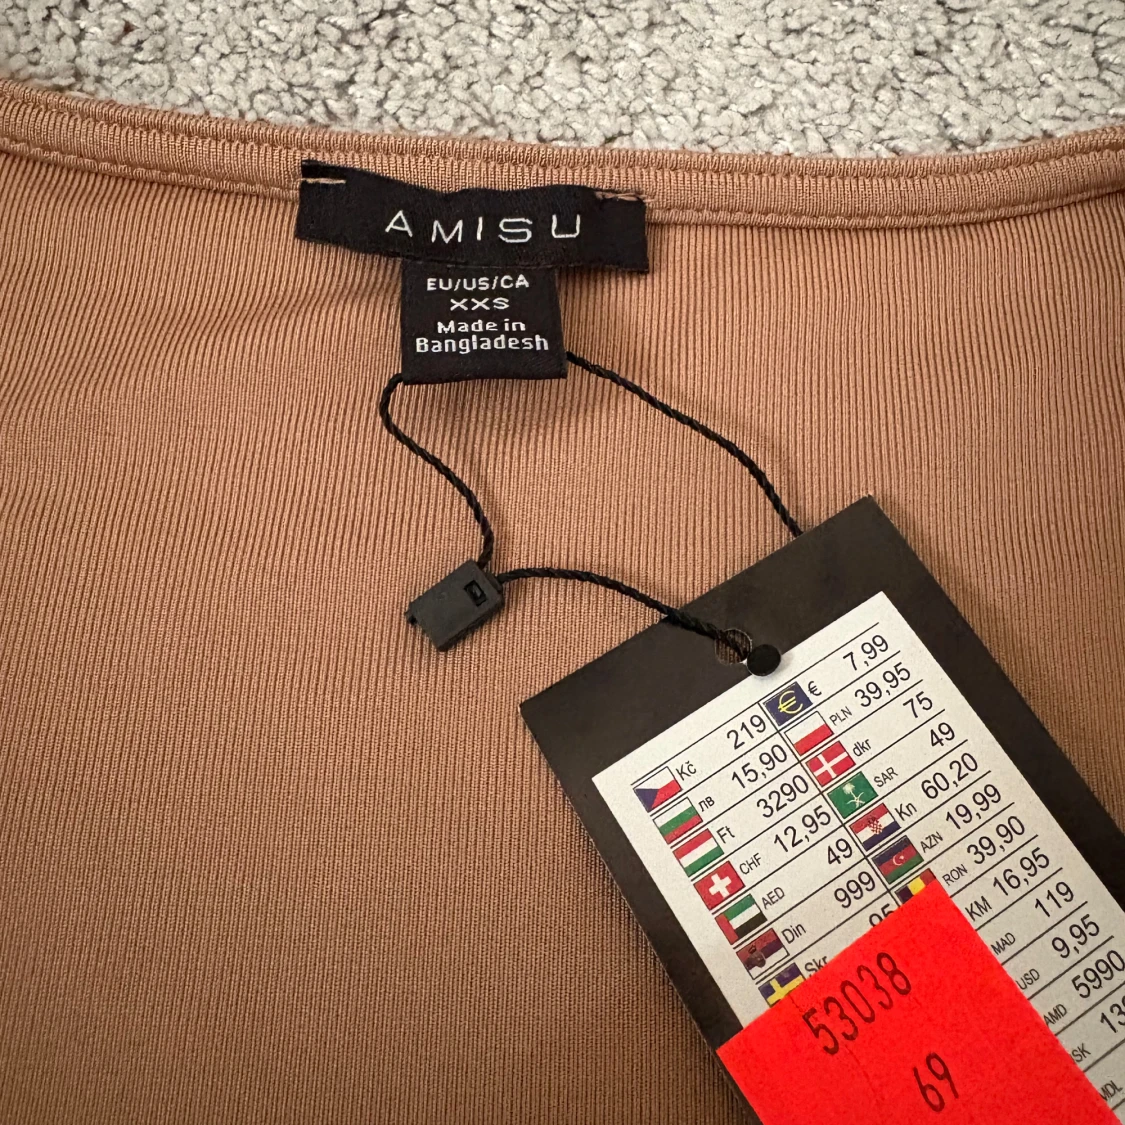 AMISU
EU/US/CA
XXS
Made in
Bangladesh
€ 7,99
Kč 219
PLN 39,95
лв 15,90
dkr 75
Ft 3290
SAR 49
CHF 12,95
Kn 60,20
AED 49
AZN 19,99
Din 999
RON 39,90
Skr 95
KM 16,95
MAD 119
USD 9,95
AMD 5990
53038
69